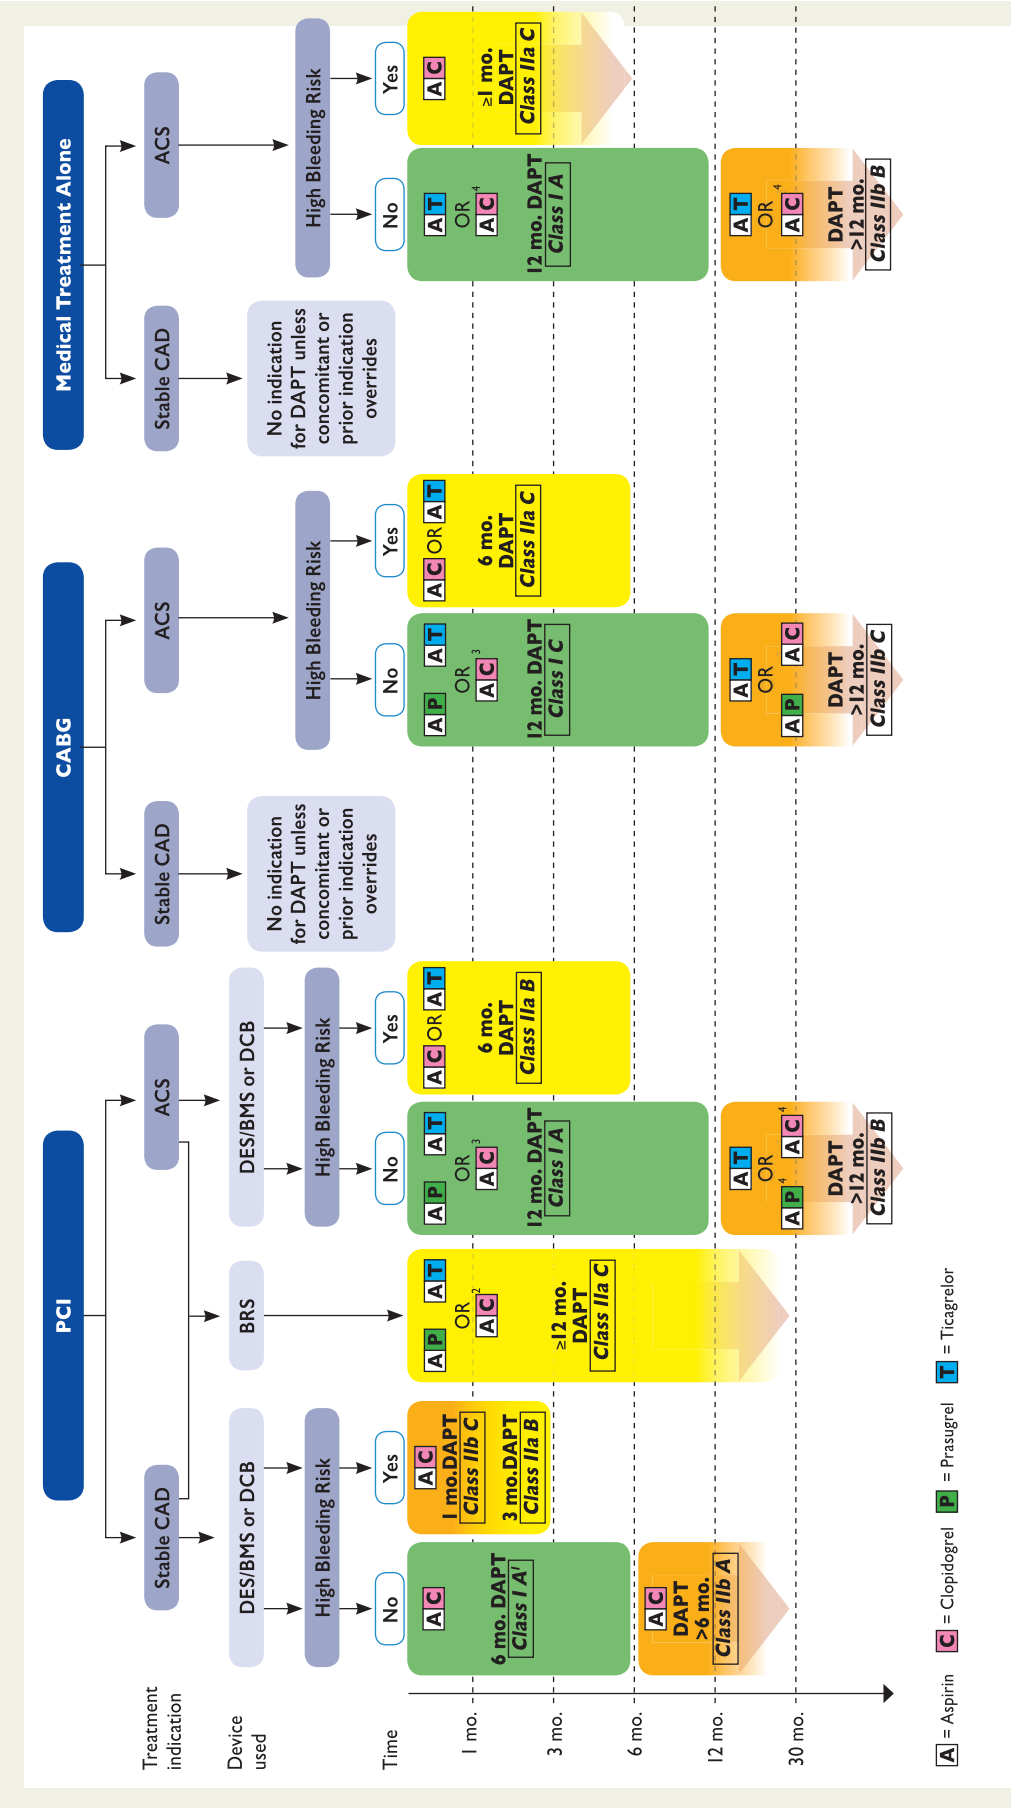 PCI
CABG
Medical Treatment Alone
Treatment
indication
Stable CAD
ACS
Stable CAD
ACS
Stable CAD
ACS
Device
used
DES/BMS or DCB
BRS
DES/BMS or DCB
No indication
for DAPT unless
concomitant or
prior indication
overrides
No indication
for DAPT unless
concomitant or
prior indication
overrides
High Bleeding Risk
High Bleeding Risk
High Bleeding Risk
High Bleeding Risk
Time
No
Yes
No
Yes
No
Yes
No
Yes
1 mo.
3 mo.
6 mo.
12 mo.
30 mo.
A C
6 mo. DAPT
Class I A1
A C
DAPT
>6 mo.
Class IIb A
A C
1 mo.DAPT
Class IIb C
3 mo.DAPT
Class IIa B
A P A T
OR
A C 2
≥12 mo.
DAPT
Class IIa C
A P A T
OR
A C 3
12 mo. DAPT
Class I A
A T
OR
A P 4 A C 4
DAPT
>12 mo.
Class IIb B
A C OR A T
6 mo.
DAPT
Class IIa B
A P A T
OR
A C 3
12 mo. DAPT
Class I C
A T
OR
A P A C
DAPT
>12 mo.
Class IIb C
A C OR A T
6 mo.
DAPT
Class IIa C
A T
OR
A C 4
12 mo. DAPT
Class I A
A T
OR
A C 4
DAPT
>12 mo.
Class IIb B
A C
≥1 mo.
DAPT
Class IIa C
A = Aspirin C = Clopidogrel P = Prasugrel T = Ticagrelor